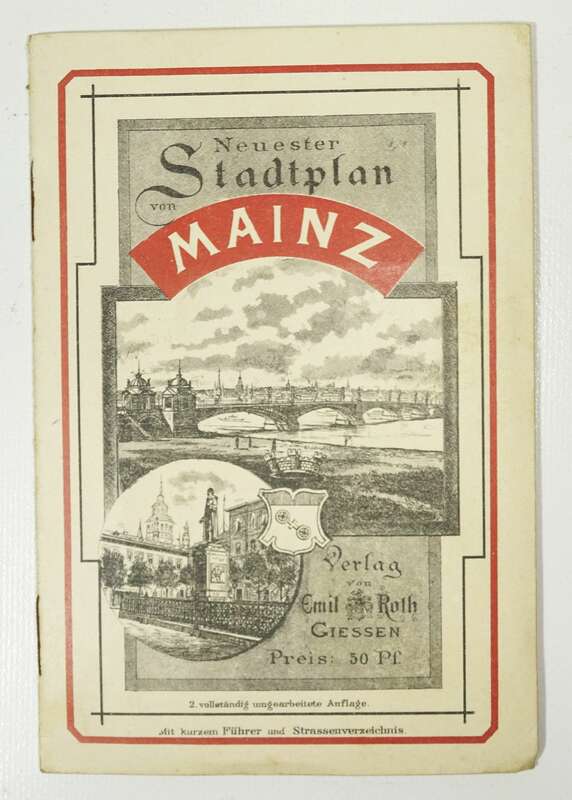 Neuester
Stadtplan
von
MAINZ
Verlag
von
Emil Roth
GIESSEN
Preis: 50 Pf.
2. vollständig umgearbeitete Auflage.
Mit kurzem Führer und Strassenverzeichnis.